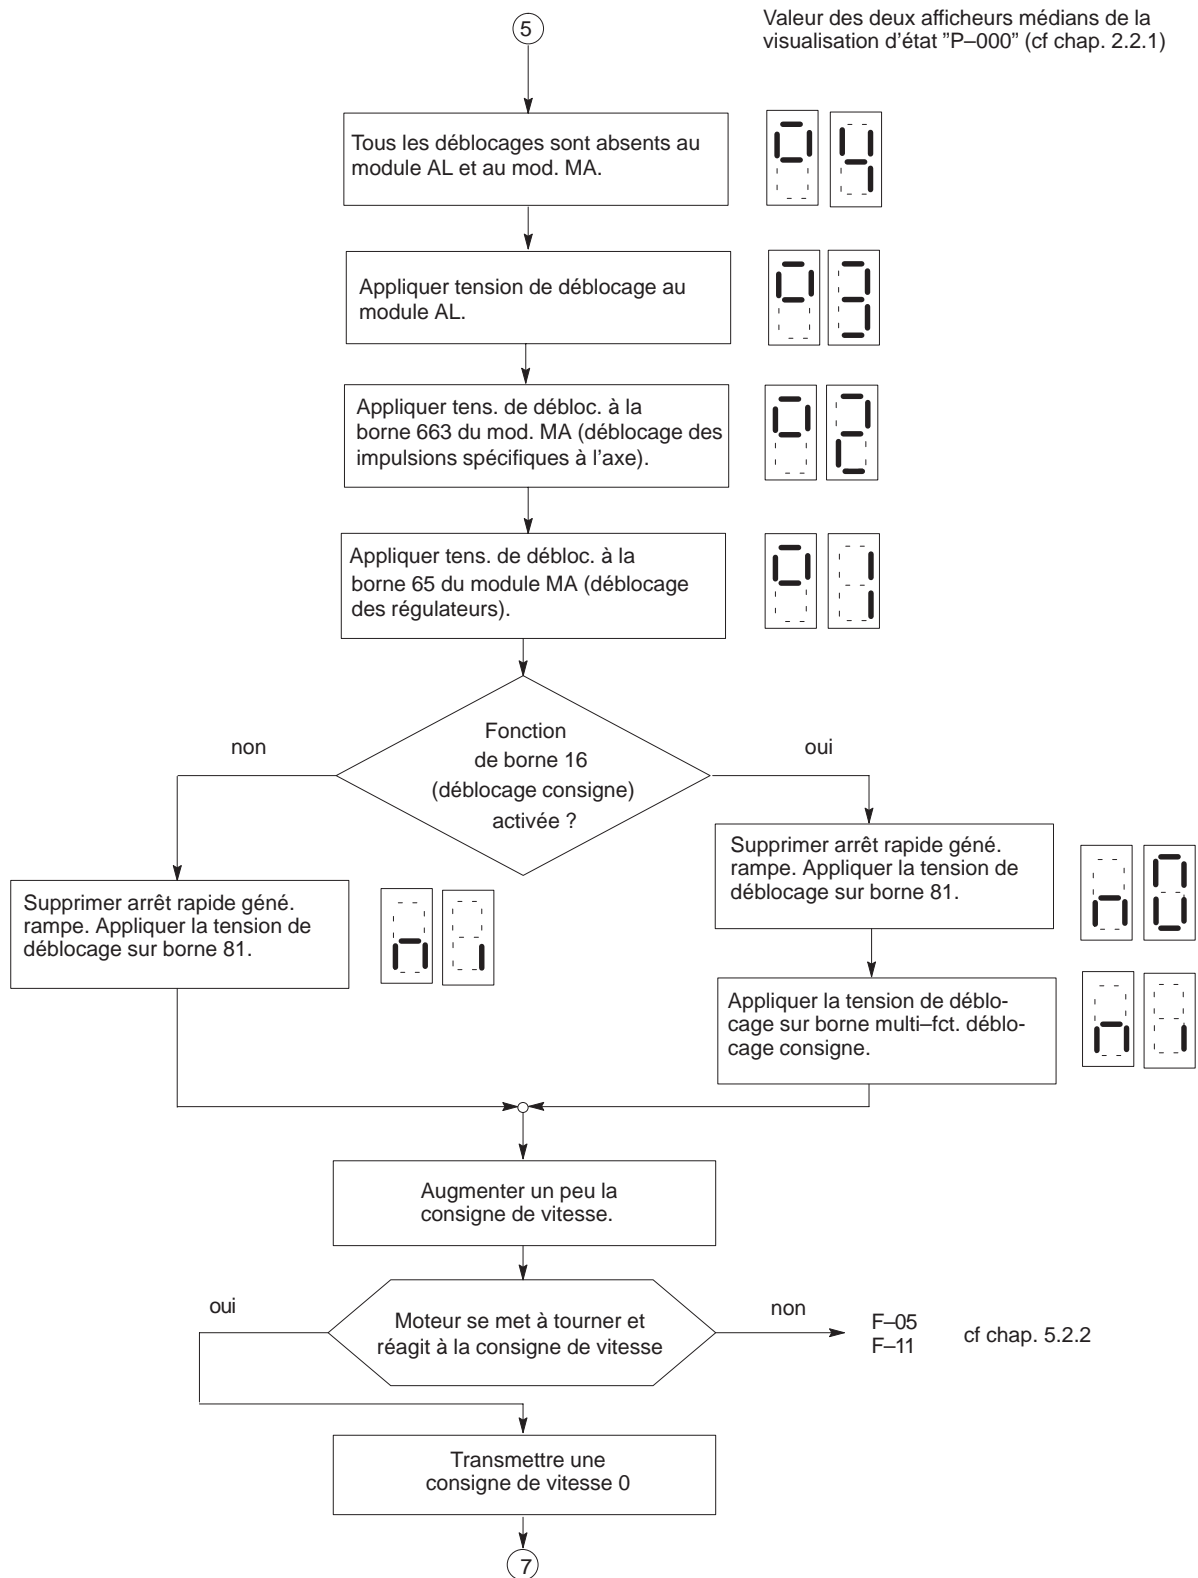 Valeur des deux afficheurs médians de la
visualisation d'état ”P–000” (cf chap. 2.2.1)
5
Tous les déblocages sont absents au
module AL et au mod. MA.
Appliquer tension de déblocage au
module AL.
Appliquer tens. de débloc. à la
borne 663 du mod. MA (déblocage des
impulsions spécifiques à l'axe).
Appliquer tens. de débloc. à la
borne 65 du module MA (déblocage
des régulateurs).
Fonction
de borne 16
(déblocage consigne)
activée ?
non
oui
Supprimer arrêt rapide géné.
rampe. Appliquer la tension de
déblocage sur borne 81.
Supprimer arrêt rapide géné.
rampe. Appliquer la tension de
déblocage sur borne 81.
Appliquer la tension de déblo-
cage sur borne multi–fct. déblo-
cage consigne.
Augmenter un peu la
consigne de vitesse.
Moteur se met à tourner et
réagit à la consigne de vitesse
oui
non
F–05
F–11
cf chap. 5.2.2
Transmettre une
consigne de vitesse 0
7